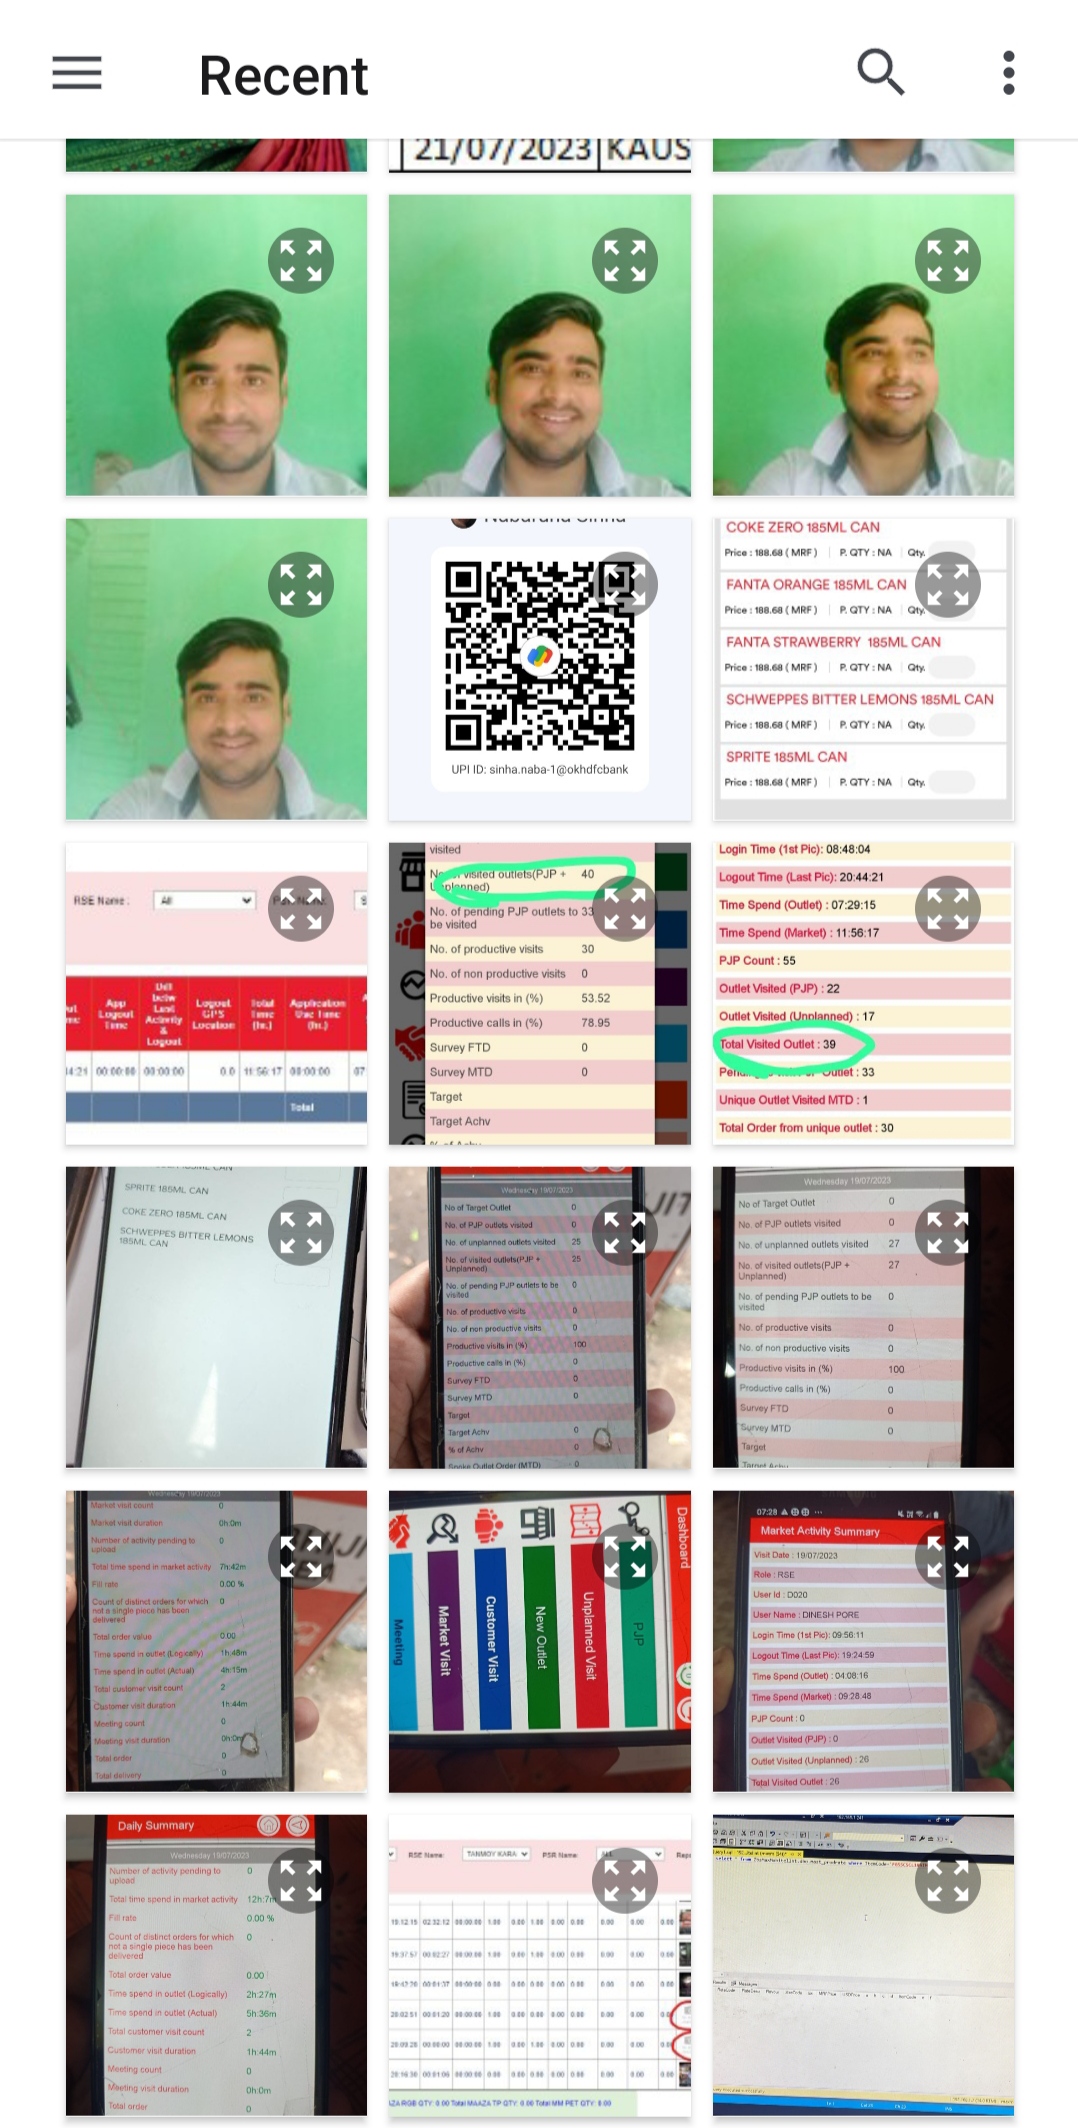 Recent
21/07/2023 KAUS
UPI ID: sinha.naba-1@okhdfcbank
COKE ZERO 185ML CAN
Price : 188.68 ( MRF ) P. QTY : NA Qty.
FANTA ORANGE 185ML CAN
Price : 188.68 ( MRF ) P. QTY : NA Qty.
FANTA STRAWBERRY 185ML CAN
Price : 188.68 ( MRF ) P. QTY : NA Qty.
SCHWEPPES BITTER LEMONS 185ML CAN
Price : 188.68 ( MRF ) P. QTY : NA Qty.
SPRITE 185ML CAN
Price : 188.68 ( MRF ) P. QTY : NA Qty.
RSE Name : All
App Logout Time
Logout GPS Location
Total Time (hr.)
Application Use Time (hr.)
4:21 00:00:00 00:00:00 0.0 11:56:17 00:00:00 07
Total
visited
visited outlets(PJP + 40
Unplanned)
No. of pending PJP outlets to 33
be visited
No. of productive visits 30
No. of non productive visits 0
Productive visits in (%) 53.52
Productive calls in (%) 78.95
Survey FTD 0
Survey MTD 0
Target
Target Achv
Login Time (1st Pic): 08:48:04
Logout Time (Last Pic): 20:44:21
Time Spend (Outlet) : 07:29:15
Time Spend (Market) : 11:56:17
PJP Count : 55
Outlet Visited (PJP) : 22
Outlet Visited (Unplanned) : 17
Total Visited Outlet : 39
Outlet : 33
Unique Outlet Visited MTD : 1
Total Order from unique outlet : 30
SPRITE 185ML CAN
COKE ZERO 185ML CAN
SCHWEPPES BITTER LEMONS
185ML CAN
Wednesday 19/07/2023
No of Target Outlet 0
No. of PJP outlets visited 0
No. of unplanned outlets visited 25
No. of visited outlets(PJP + 25
Unplanned)
No. of pending PJP outlets to be 0
visited
No. of productive visits 0
No. of non productive visits 0
Productive visits in (%) 100
Productive calls in (%) 0
Survey FTD 0
Survey MTD 0
Target
Target Achv 0
% of Achv 0
Spoke Outlet Order (MTD) 0
Wednesday 19/07/2023
No of Target Outlet 0
No. of PJP outlets visited 0
No. of unplanned outlets visited 27
No. of visited outlets(PJP + 27
Unplanned)
No. of pending PJP outlets to be 0
visited
No. of productive visits 0
No. of non productive visits 0
Productive visits in (%) 100
Productive calls in (%) 0
Survey FTD 0
Survey MTD 0
Target
Wednesday 19/07/2023
Market visit count 0
Market visit duration 0h:0m
Number of activity pending to 0
upload
Total time spend in market activity 7h:42m
Fill rate 0.00 %
Count of distinct orders for which 0
not a single piece has been
delivered
Total order value 0.00
Time spend in outlet (Logically) 1h:48m
Time spend in outlet (Actual) 4h:15m
Total customer visit count 2
Customer visit duration 1h:44m
Meeting count 0
Meeting visit duration 0h:0m
Total order 0
Total delivery 0
Dashboard
PJP
Unplanned Visit
New Outlet
Customer Visit
Market Visit
Meeting
07:28
Market Activity Summary
Visit Date : 19/07/2023
Role : RSE
User Id : D020
User Name : DINESH PORE
Login Time (1st Pic): 09:56:11
Logout Time (Last Pic): 19:24:59
Time Spend (Outlet) : 04:08:16
Time Spend (Market) : 09:28:48
PJP Count : 0
Outlet Visited (PJP) : 0
Outlet Visited (Unplanned) : 26
Total Visited Outlet : 26
Daily Summary
Wednesday 19/07/2023
Number of activity pending to 0
upload
Total time spend in market activity 12h:7m
Fill rate 0.00 %
Count of distinct orders for which 0
not a single piece has been
delivered
Total order value 0.00
Time spend in outlet (Logically) 2h:27m
Time spend in outlet (Actual) 5h:36m
Total customer visit count 2
Customer visit duration 1h:44m
Meeting count 0
Meeting visit duration 0h:0m
Total order 0
RSE Name: TANMOY KARA PSR Name: